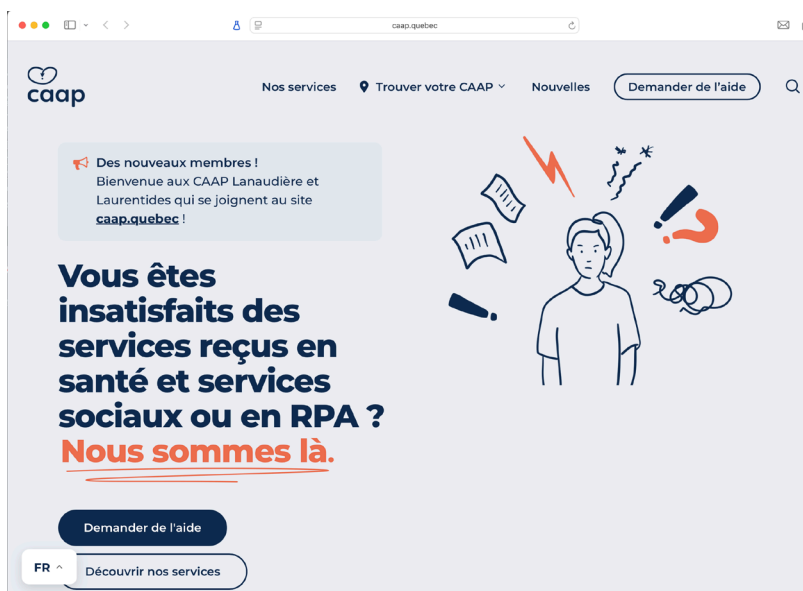 caap.quebec
caap
Nos services
Trouver votre CAAP
Nouvelles
Demander de l'aide
Des nouveaux membres !
Bienvenue aux CAAP Lanaudière et
Laurentides qui se joignent au site
caap.quebec !
Vous êtes
insatisfaits des
services reçus en
santé et services
sociaux ou en RPA ?
Nous sommes là.
Demander de l'aide
FR
Découvrir nos services